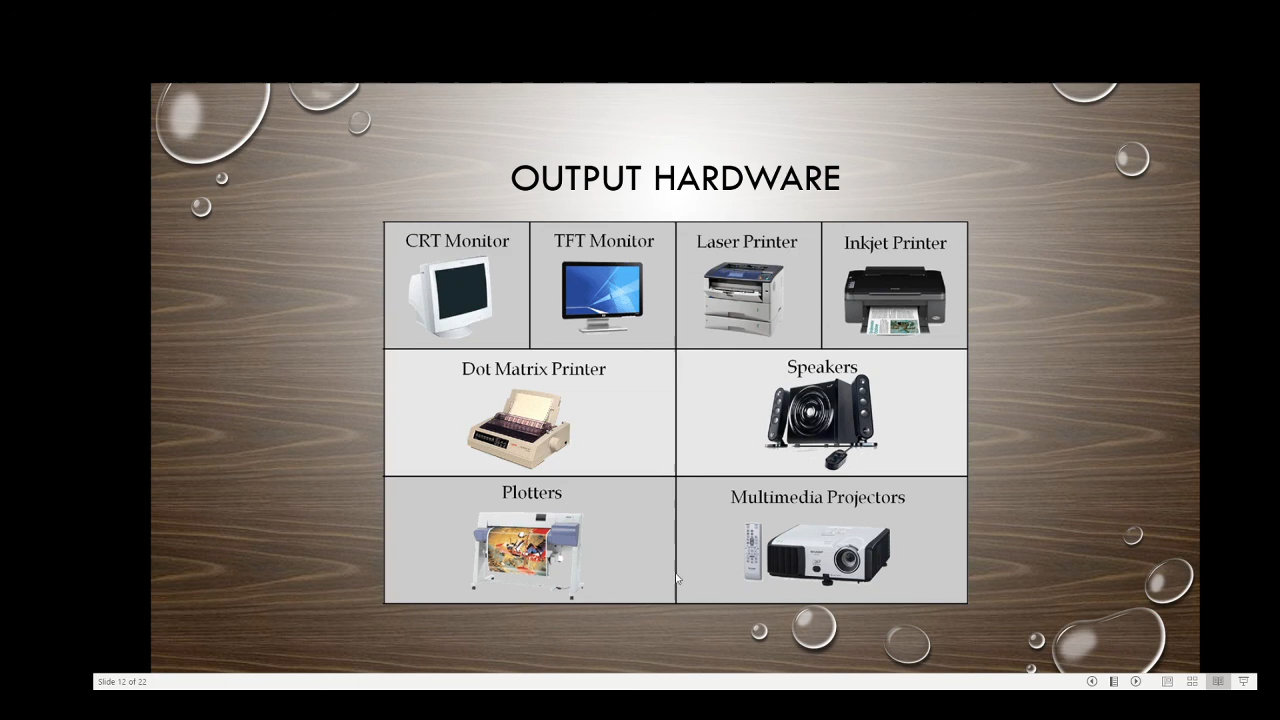 OUTPUT HARDWARE
CRT Monitor
TFT Monitor
Laser Printer
Inkjet Printer
Dot Matrix Printer
Speakers
Plotters
Multimedia Projectors
Slide 12 of 22